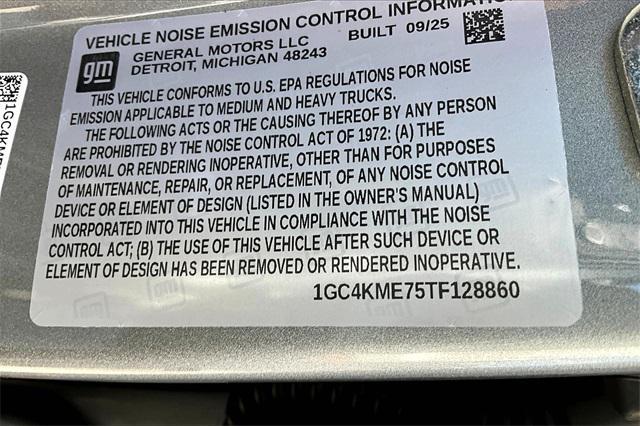 VEHICLE NOISE EMISSION CONTROL INFORMATION
gm
GENERAL MOTORS LLC BUILT 09/25
DETROIT, MICHIGAN 48243
THIS VEHICLE CONFORMS TO U.S. EPA REGULATIONS FOR NOISE
EMISSION APPLICABLE TO MEDIUM AND HEAVY TRUCKS.
THE FOLLOWING ACTS OR THE CAUSING THEREOF BY ANY PERSON
ARE PROHIBITED BY THE NOISE CONTROL ACT OF 1972: (A) THE
REMOVAL OR RENDERING INOPERATIVE, OTHER THAN FOR PURPOSES
OF MAINTENANCE, REPAIR, OR REPLACEMENT, OF ANY NOISE CONTROL
DEVICE OR ELEMENT OF DESIGN (LISTED IN THE OWNER'S MANUAL)
INCORPORATED INTO THIS VEHICLE IN COMPLIANCE WITH THE NOISE
CONTROL ACT; (B) THE USE OF THIS VEHICLE AFTER SUCH DEVICE OR
ELEMENT OF DESIGN HAS BEEN REMOVED OR RENDERED INOPERATIVE.
1GC4KME75TF128860
1GC4KME